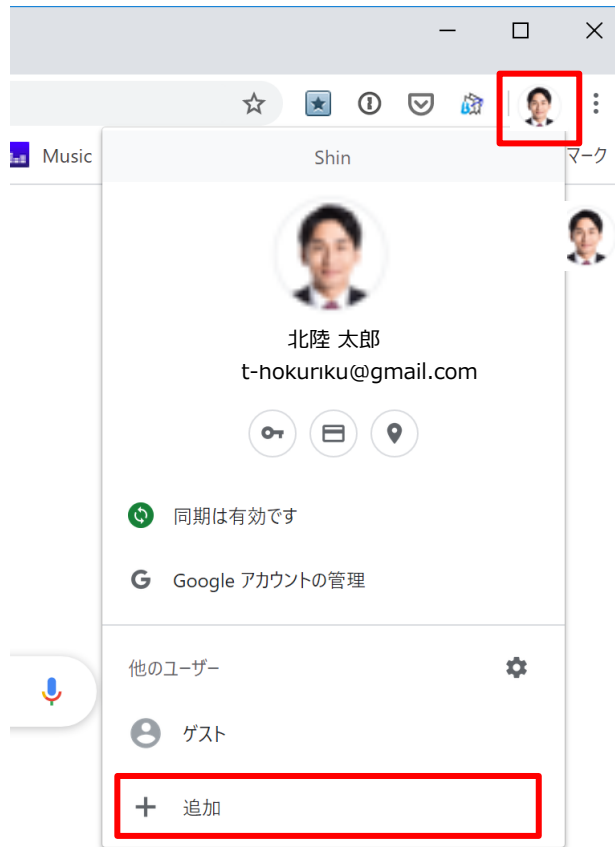 Music
Shin
マーク
北陸 太郎
t-hokuriku@gmail.com
同期は有効です
G Google アカウントの管理
他のユーザー
ゲスト
+ 追加